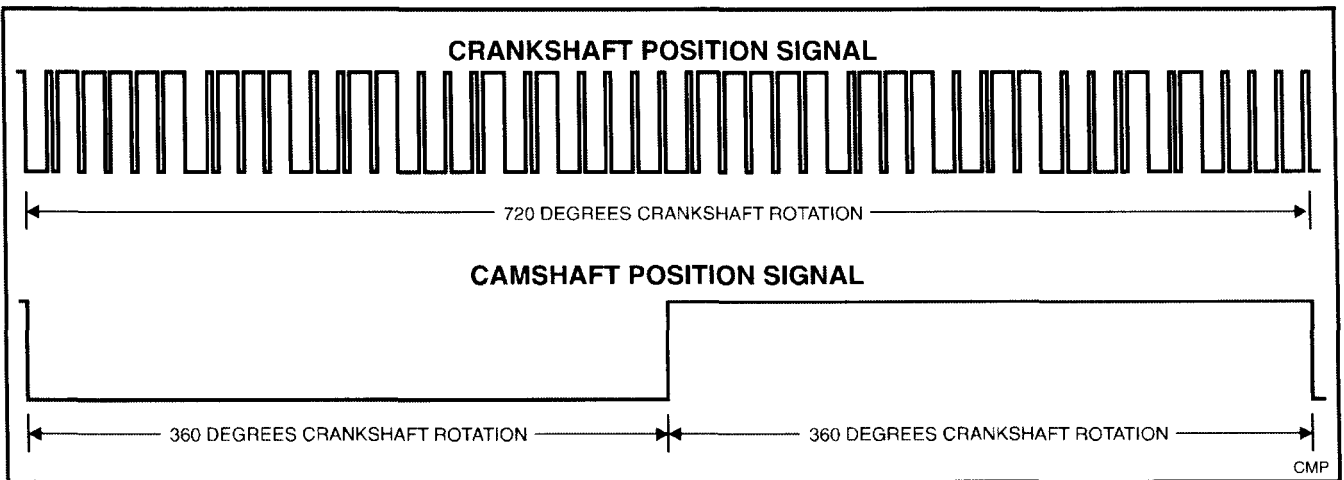 CRANKSHAFT POSITION SIGNAL
720 DEGREES CRANKSHAFT ROTATION
CAMSHAFT POSITION SIGNAL
360 DEGREES CRANKSHAFT ROTATION
360 DEGREES CRANKSHAFT ROTATION
CMP